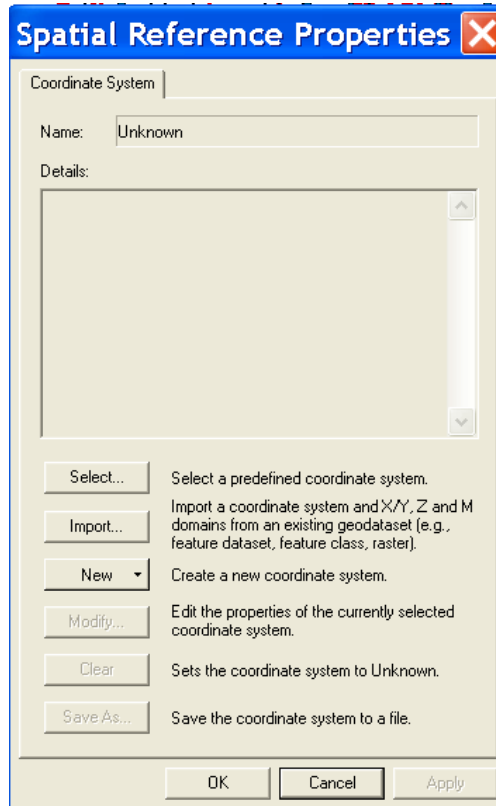 Spatial Reference Properties
Coordinate System
Name: Unknown
Details:
Select... Select a predefined coordinate system.
Import a coordinate system and X/Y, Z and M
Import... domains from an existing geodataset (e.g.,
feature dataset, feature class, raster).
New Create a new coordinate system.
Modify... Edit the properties of the currently selected
coordinate system.
Clear Sets the coordinate system to Unknown.
Save As... Save the coordinate system to a file.
OK Cancel Apply